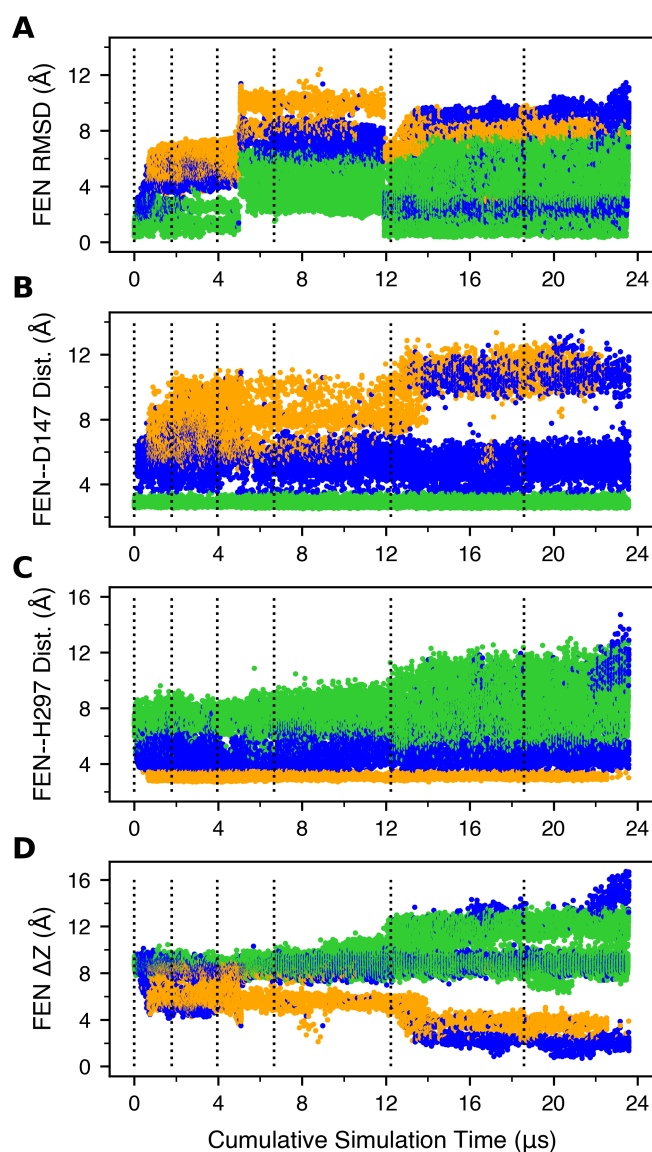 A
FEN RMSD (Å)
12
8
4
0
0 4 8 12 16 20 24
B
FEN--D147 Dist. (Å)
12
8
4
0 4 8 12 16 20 24
C
FEN--H297 Dist. (Å)
16
12
8
4
0 4 8 12 16 20 24
D
FEN ΔZ (Å)
16
12
8
4
0
0 4 8 12 16 20 24
Cumulative Simulation Time (μs)